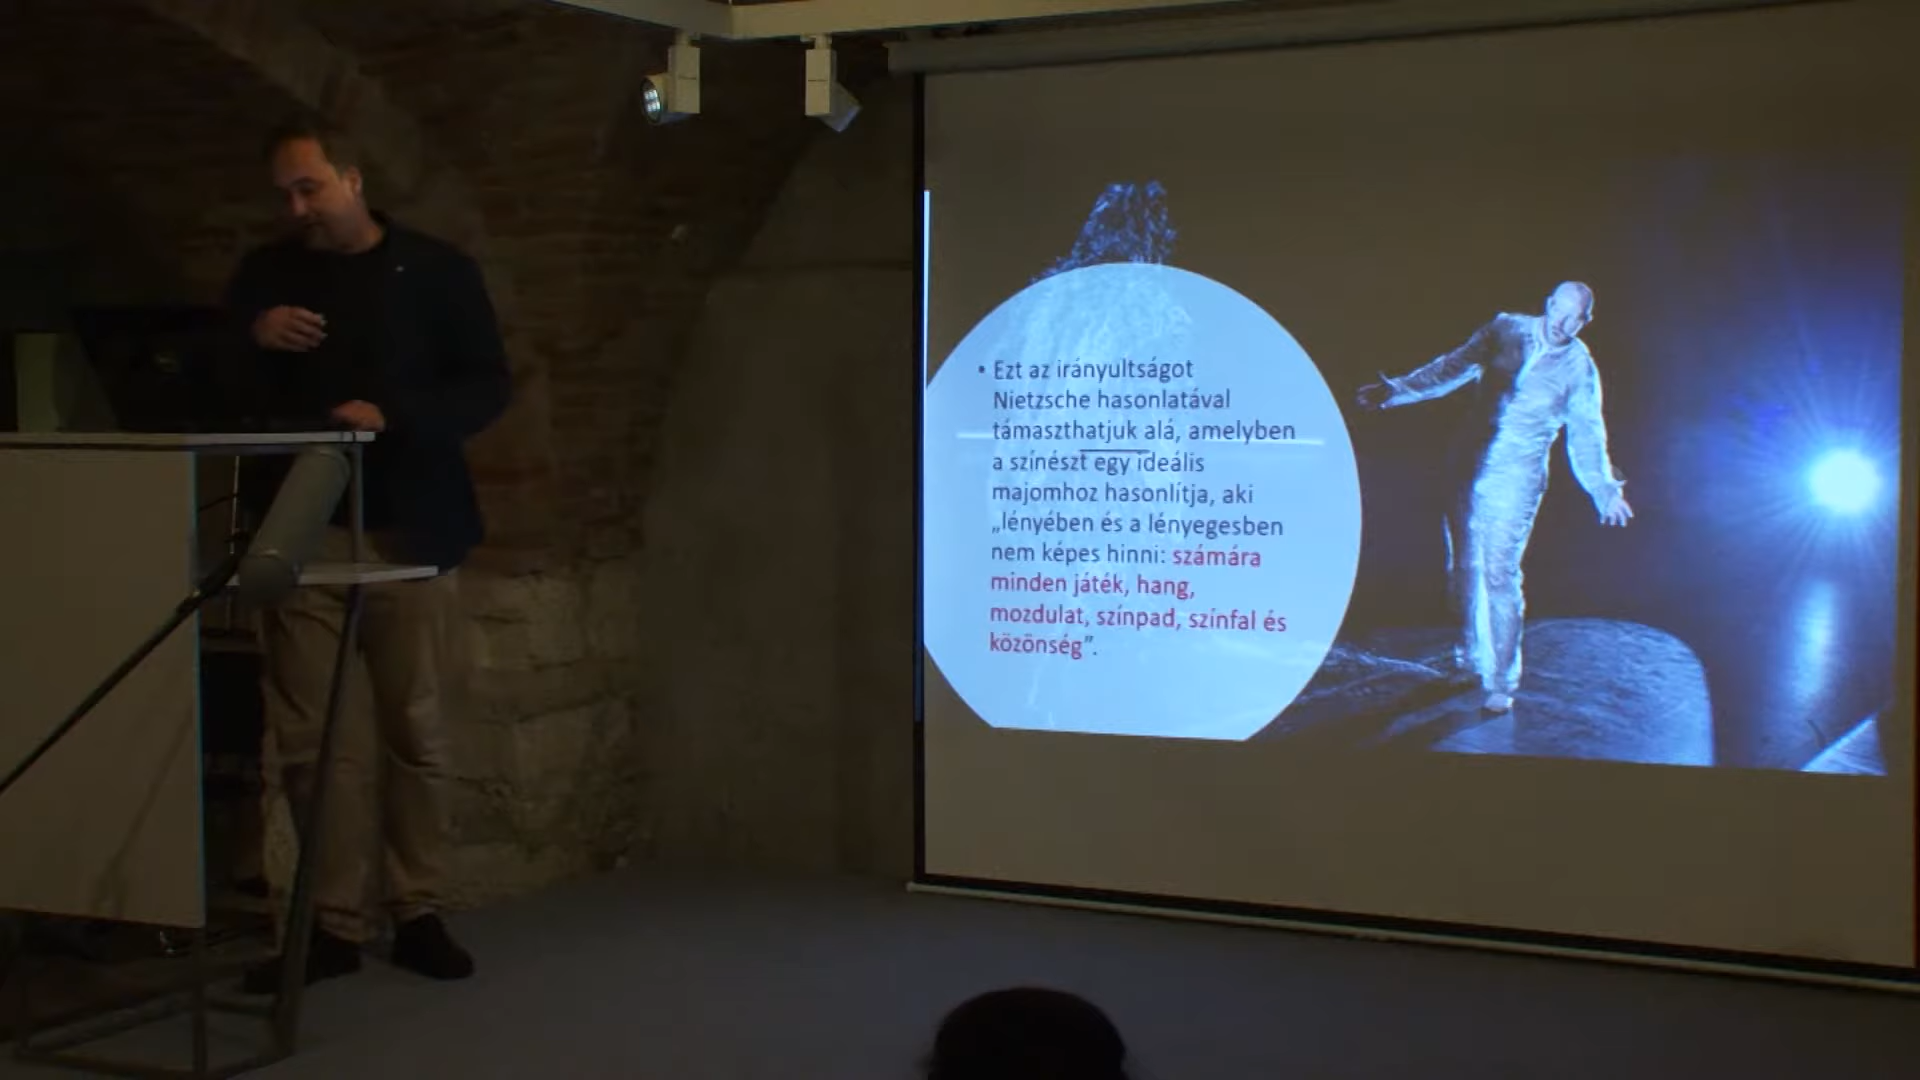 • Ezt az irányultságot
Nietzsche hasonlatával
támaszthatjuk alá, amelyben
a színészt egy ideális
majomhoz hasonlítja, aki
„lényében és a lényegesben
nem képes hinni: számára
minden játék, hang,
mozdulat, színpad, színfal és
közönség”.